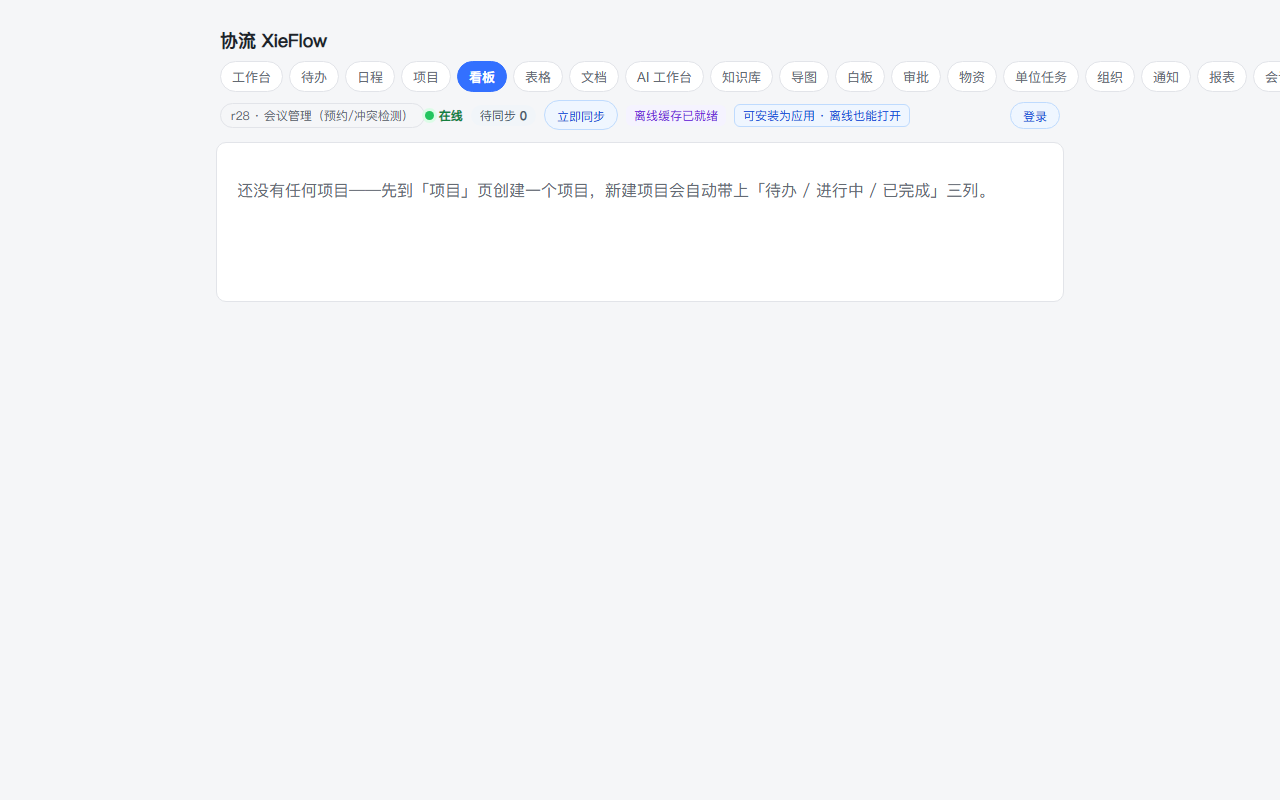 协流 XieFlow
工作台 待办 日程 项目 看板 表格 文档 AI 工作台 知识库 导图 白板 审批 物资 单位任务 组织 通知 报表 会
r28 · 会议管理（预约/冲突检测） 在线 待同步 0 立即同步 离线缓存已就绪 可安装为应用 · 离线也能打开 登录
还没有任何项目——先到「项目」页创建一个项目，新建项目会自动带上「待办 / 进行中 / 已完成」三列。